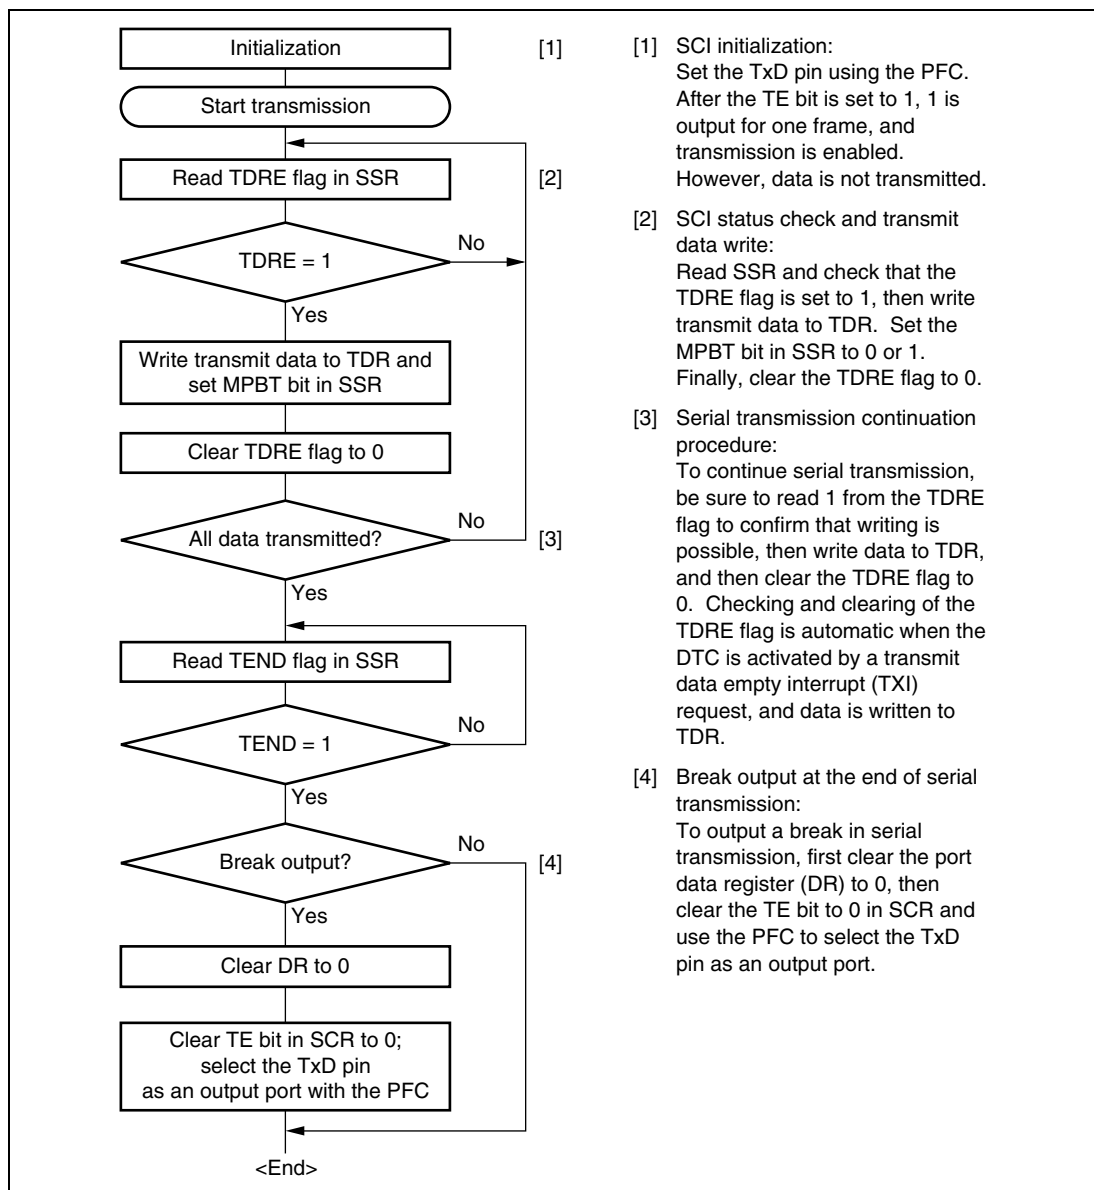 Initialization
[1]
Start transmission
Read TDRE flag in SSR
[2]
TDRE = 1
No
Yes
Write transmit data to TDR and
set MPBT bit in SSR
Clear TDRE flag to 0
All data transmitted?
No
[3]
Yes
Read TEND flag in SSR
TEND = 1
No
Yes
Break output?
No
[4]
Yes
Clear DR to 0
Clear TE bit in SCR to 0;
select the TxD pin
as an output port with the PFC
<End>
[1] SCI initialization:
Set the TxD pin using the PFC.
After the TE bit is set to 1, 1 is
output for one frame, and
transmission is enabled.
However, data is not transmitted.
[2] SCI status check and transmit
data write:
Read SSR and check that the
TDRE flag is set to 1, then write
transmit data to TDR. Set the
MPBT bit in SSR to 0 or 1.
Finally, clear the TDRE flag to 0.
[3] Serial transmission continuation
procedure:
To continue serial transmission,
be sure to read 1 from the TDRE
flag to confirm that writing is
possible, then write data to TDR,
and then clear the TDRE flag to
0. Checking and clearing of the
TDRE flag is automatic when the
DTC is activated by a transmit
data empty interrupt (TXI)
request, and data is written to
TDR.
[4] Break output at the end of serial
transmission:
To output a break in serial
transmission, first clear the port
data register (DR) to 0, then
clear the TE bit to 0 in SCR and
use the PFC to select the TxD
pin as an output port.